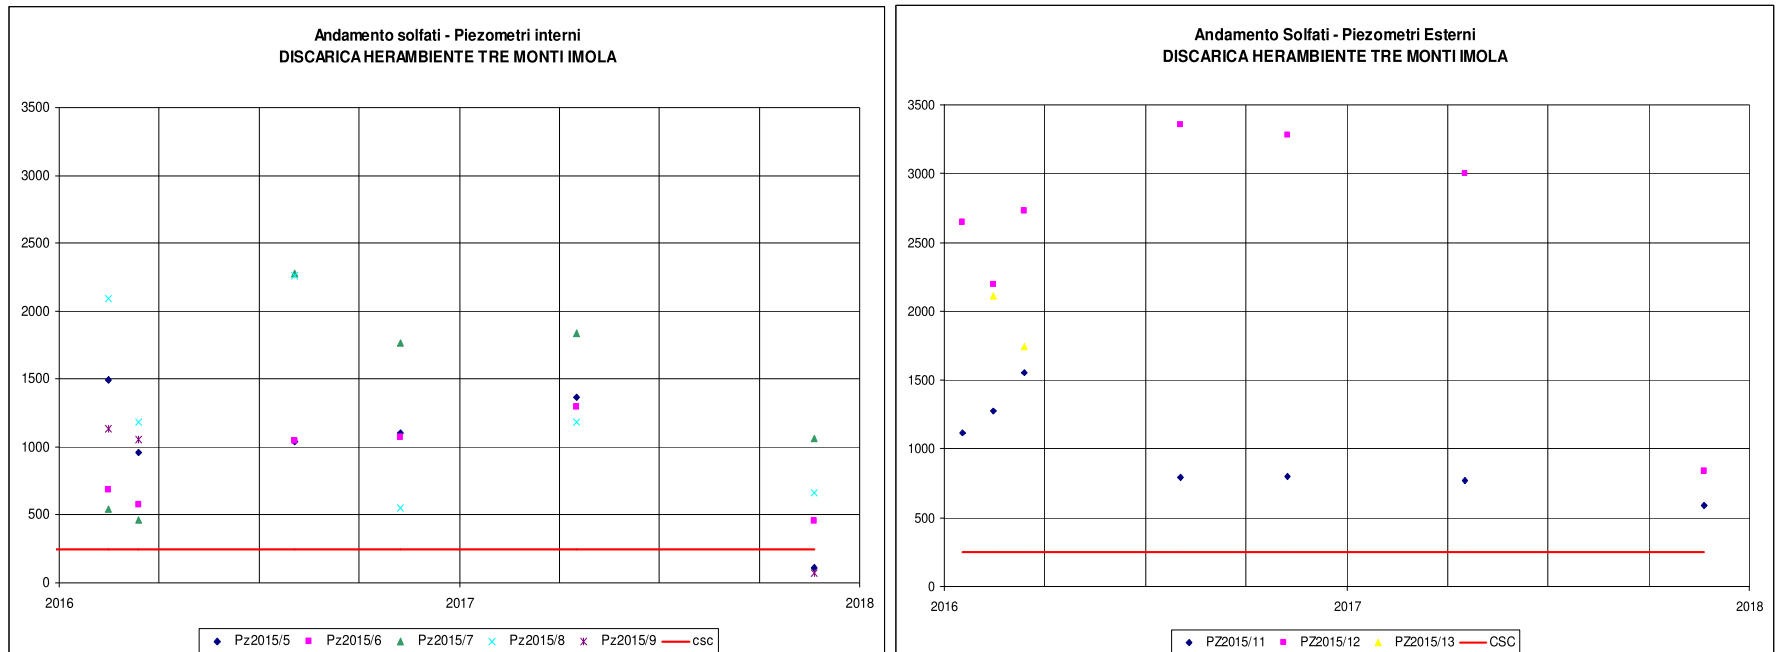 Andamento solfati - Piezometri interni
DISCARICA HERAMBIENTE TRE MONTI IMOLA
3500
3000
2500
2000
1500
1000
500
0
2016 2017 2018
Pz2015/5 Pz2015/6 Pz2015/7 Pz2015/8 Pz2015/9 csc
Andamento Solfati - Piezometri Esterni
DISCARICA HERAMBIENTE TRE MONTI IMOLA
3500
3000
2500
2000
1500
1000
500
0
2016 2017 2018
PZ2015/11 PZ2015/12 PZ2015/13 CSC